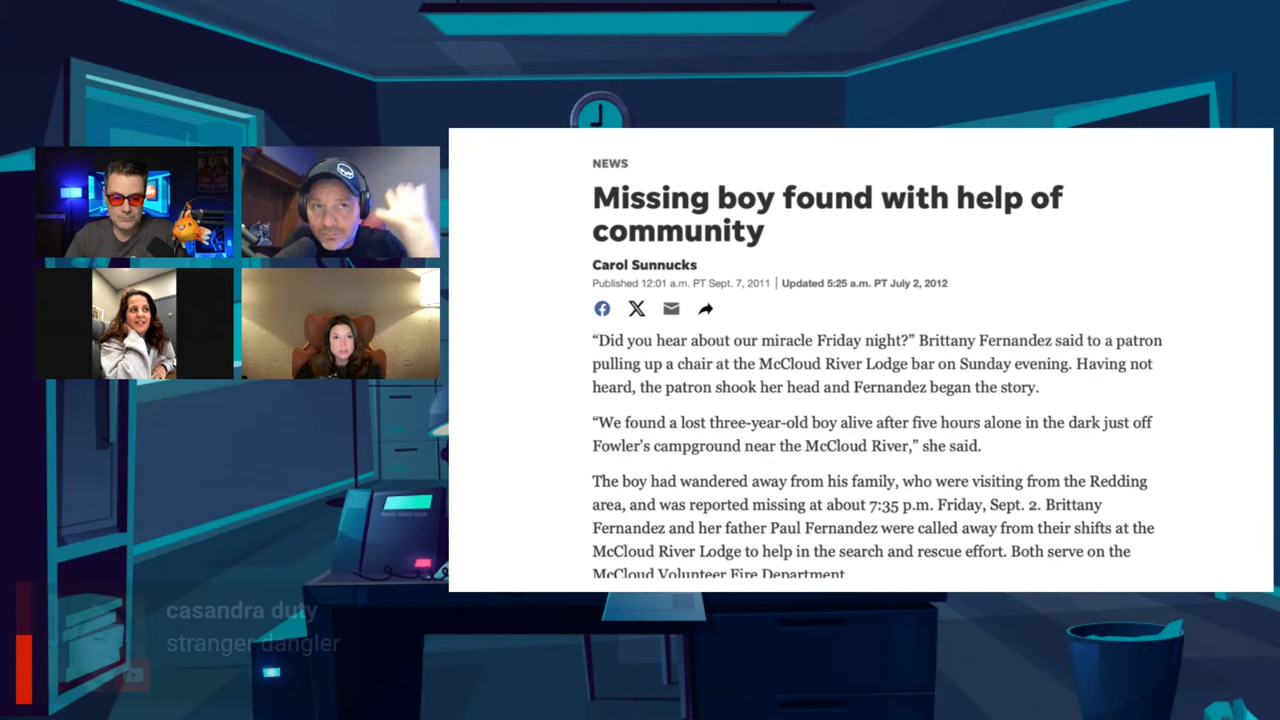 NEWS
Missing boy found with help of
community
Carol Sunnucks
Published 12:01 a.m. PT Sept. 7, 2011 | Updated 5:25 a.m. PT July 2, 2012
“Did you hear about our miracle Friday night?” Brittany Fernandez said to a patron
pulling up a chair at the McCloud River Lodge bar on Sunday evening. Having not
heard, the patron shook her head and Fernandez began the story.
“We found a lost three-year-old boy alive after five hours alone in the dark just off
Fowler’s campground near the McCloud River,” she said.
The boy had wandered away from his family, who were visiting from the Redding
area, and was reported missing at about 7:35 p.m. Friday, Sept. 2. Brittany
Fernandez and her father Paul Fernandez were called away from their shifts at the
McCloud River Lodge to help in the search and rescue effort. Both serve on the
McCloud Volunteer Fire Department
casandra duty
stranger dangler